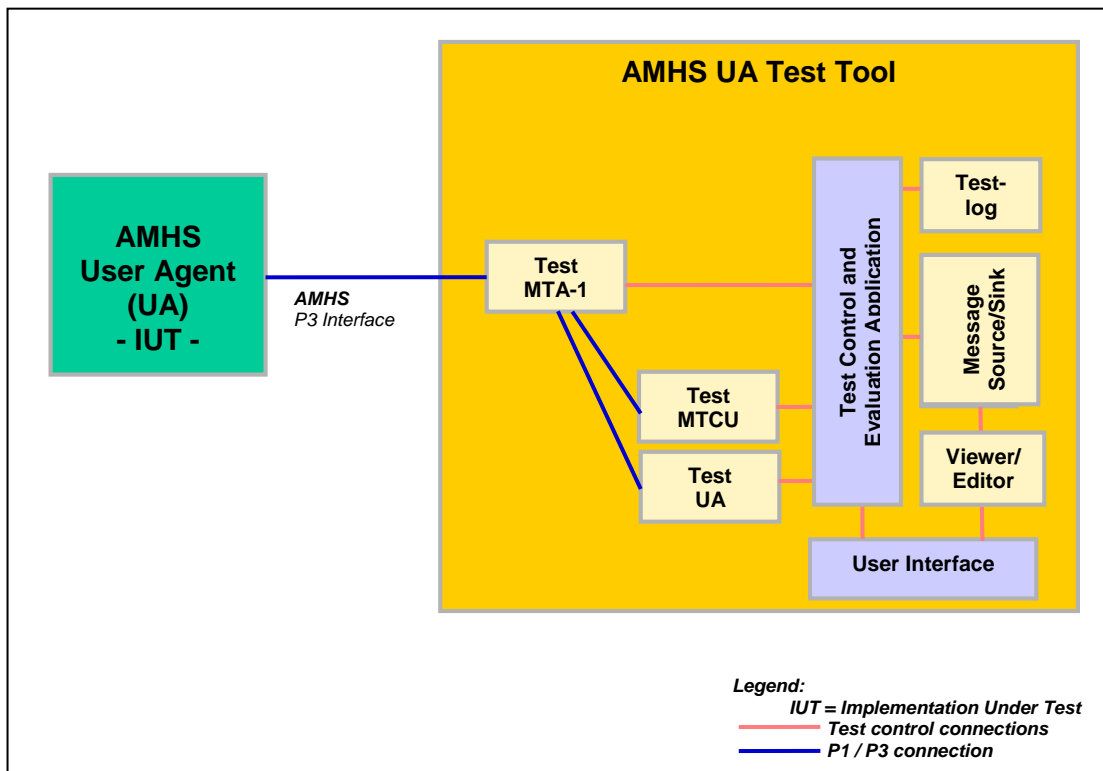 AMHS UA Test Tool
AMHS
User Agent
(UA)
- IUT -
AMHS
P3 Interface
Test
MTA-1
Test
MTCU
Test
UA
Test Control and
Evaluation Application
Test-
log
Message
Source/Sink
Viewer/
Editor
User Interface
Legend:
IUT = Implementation Under Test
Test control connections
P1 / P3 connection